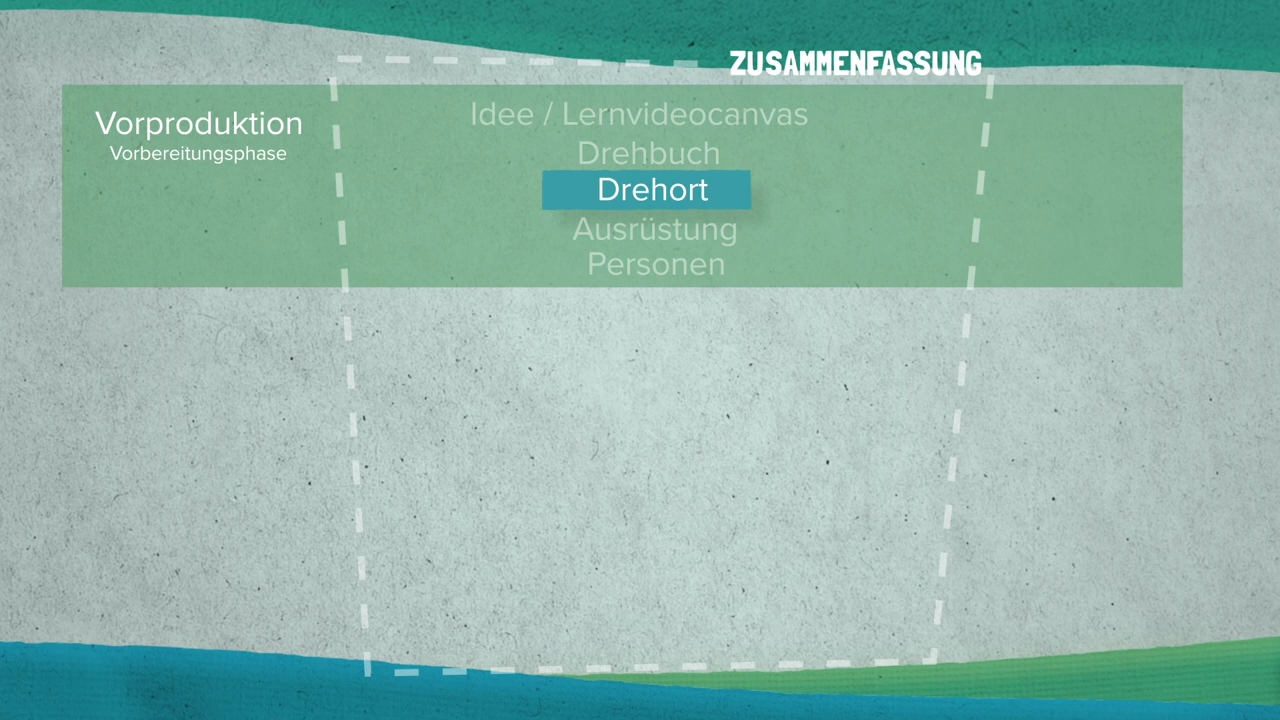 ZUSAMMENFASSUNG
Vorproduktion
Vorbereitungsphase
Idee / Lernvideocanvas
Drehbuch
Drehort
Ausrüstung
Personen